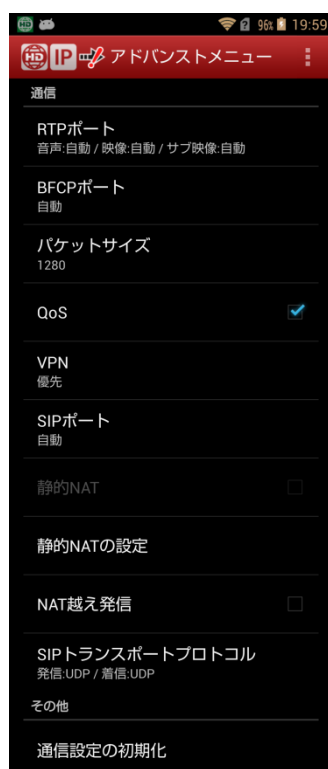 HD 96% 19:59
HD IP アドバンストメニュー
通信
RTPポート
音声:自動 / 映像:自動 / サブ映像:自動
BFCPポート
自動
パケットサイズ
1280
QoS
VPN
優先
SIPポート
自動
静的NAT
静的NATの設定
NAT越え発信
SIPトランスポートプロトコル
発信:UDP / 着信:UDP
その他
通信設定の初期化